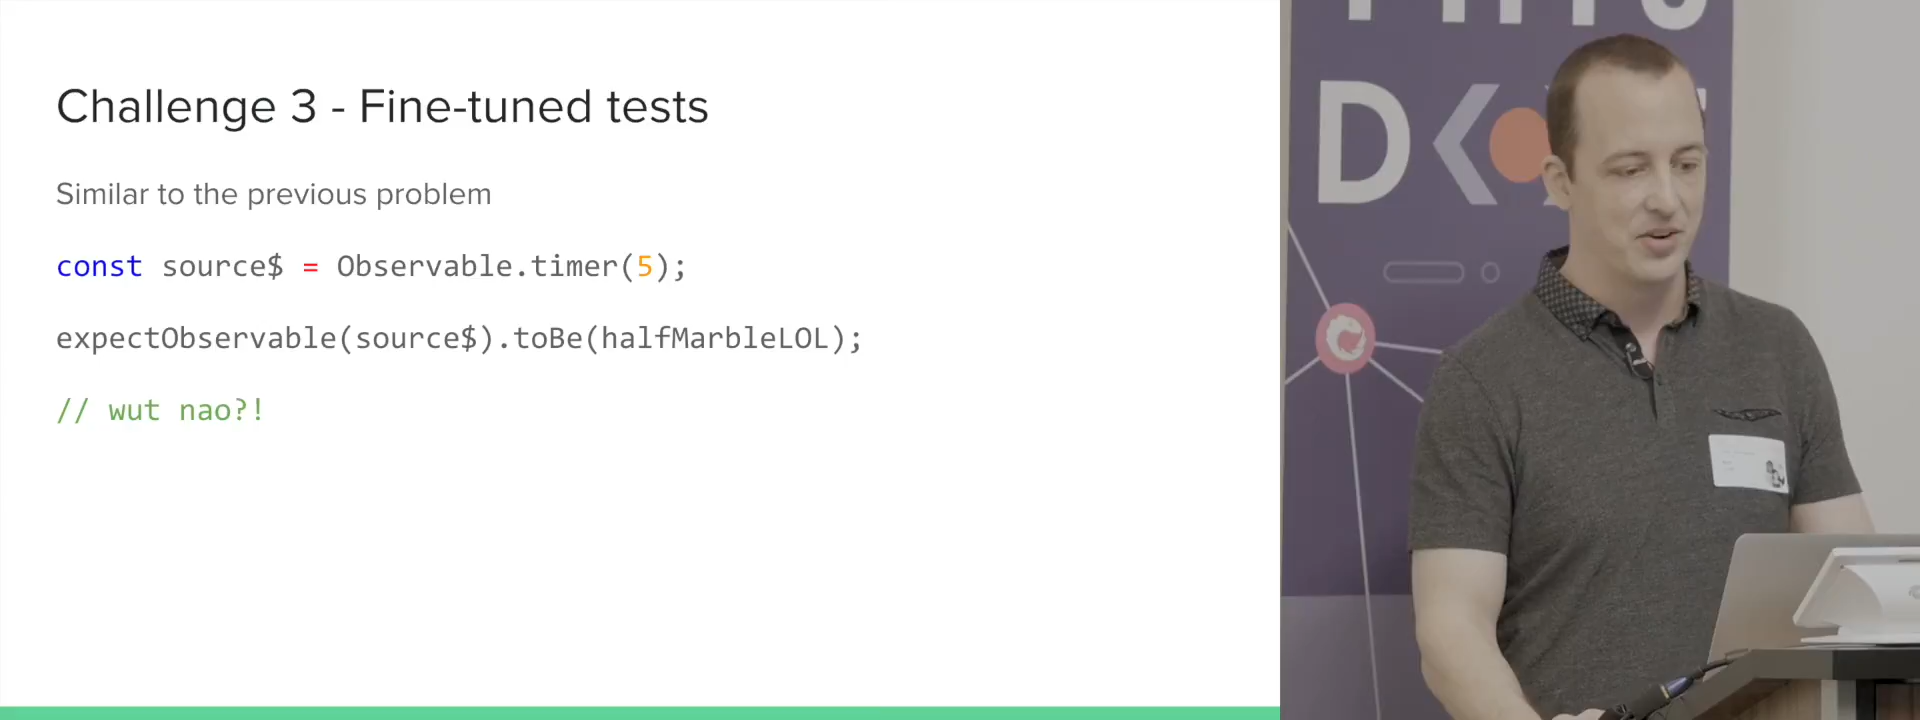 Challenge 3 - Fine-tuned tests
Similar to the previous problem
const source$ = Observable.timer(5);
expectObservable(source$).toBe(halfMarbleLOL);
// wut nao?!